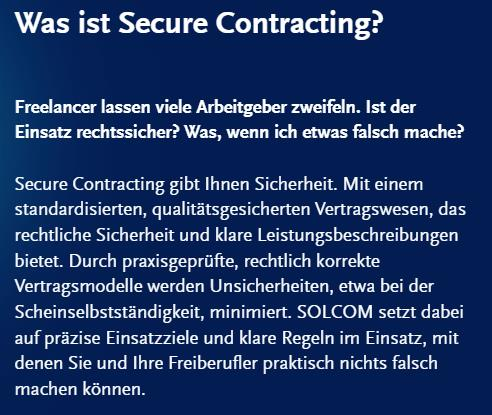 Was ist Secure Contracting?
Freelancer lassen viele Arbeitgeber zweifeln. Ist der
Einsatz rechtssicher? Was, wenn ich etwas falsch mache?
Secure Contracting gibt Ihnen Sicherheit. Mit einem
standardisierten, qualitätsgesicherten Vertragswesen, das
rechtliche Sicherheit und klare Leistungsbeschreibungen
bietet. Durch praxisgeprüfte, rechtlich korrekte
Vertragsmodelle werden Unsicherheiten, etwa bei der
Scheinselbstständigkeit, minimiert. SOLCOM setzt dabei
auf präzise Einsatzziele und klare Regeln im Einsatz, mit
denen Sie und Ihre Freiberufler praktisch nichts falsch
machen können.